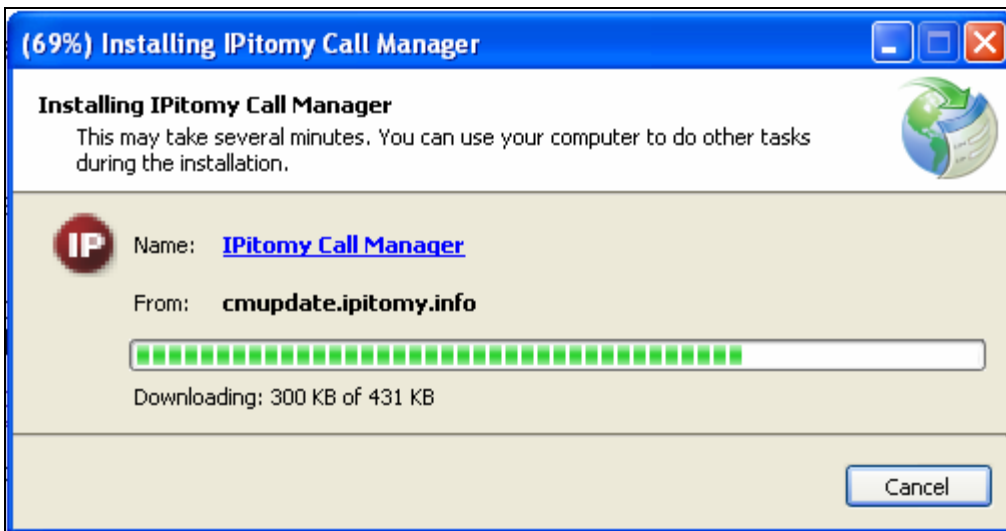 (69%) Installing IPitomy Call Manager
Installing IPitomy Call Manager
This may take several minutes. You can use your computer to do other tasks
during the installation.
IP
Name: IPitomy Call Manager
From: cmupdate.ipitomy.info
Downloading: 300 KB of 431 KB
Cancel